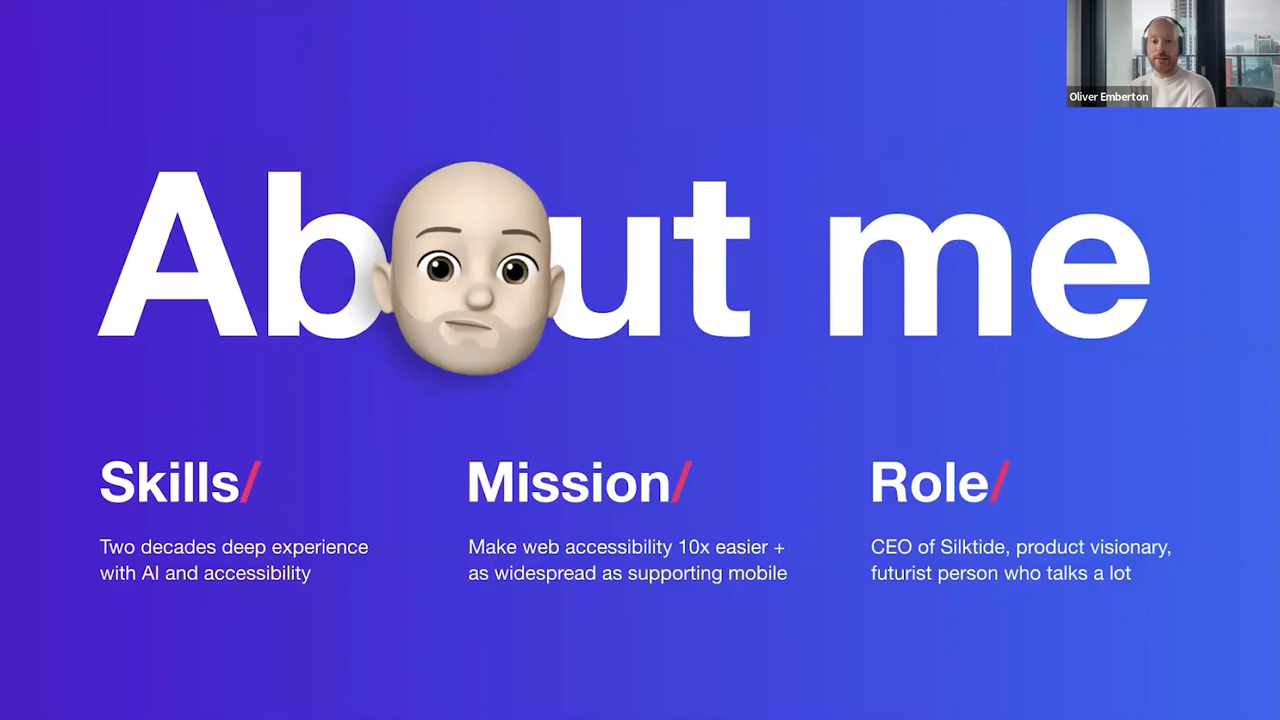 Oliver Emberton
About me
Skills/
Two decades deep experience
with AI and accessibility
Mission/
Make web accessibility 10x easier +
as widespread as supporting mobile
Role/
CEO of Silktide, product visionary,
futurist person who talks a lot